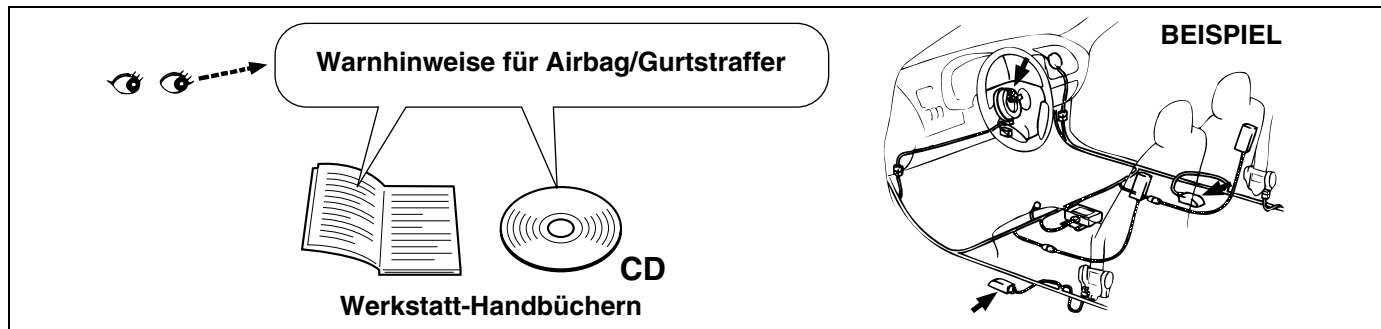 Warnhinweise für Airbag/Gurtstraffer
CD
Werkstatt-Handbüchern
BEISPIEL